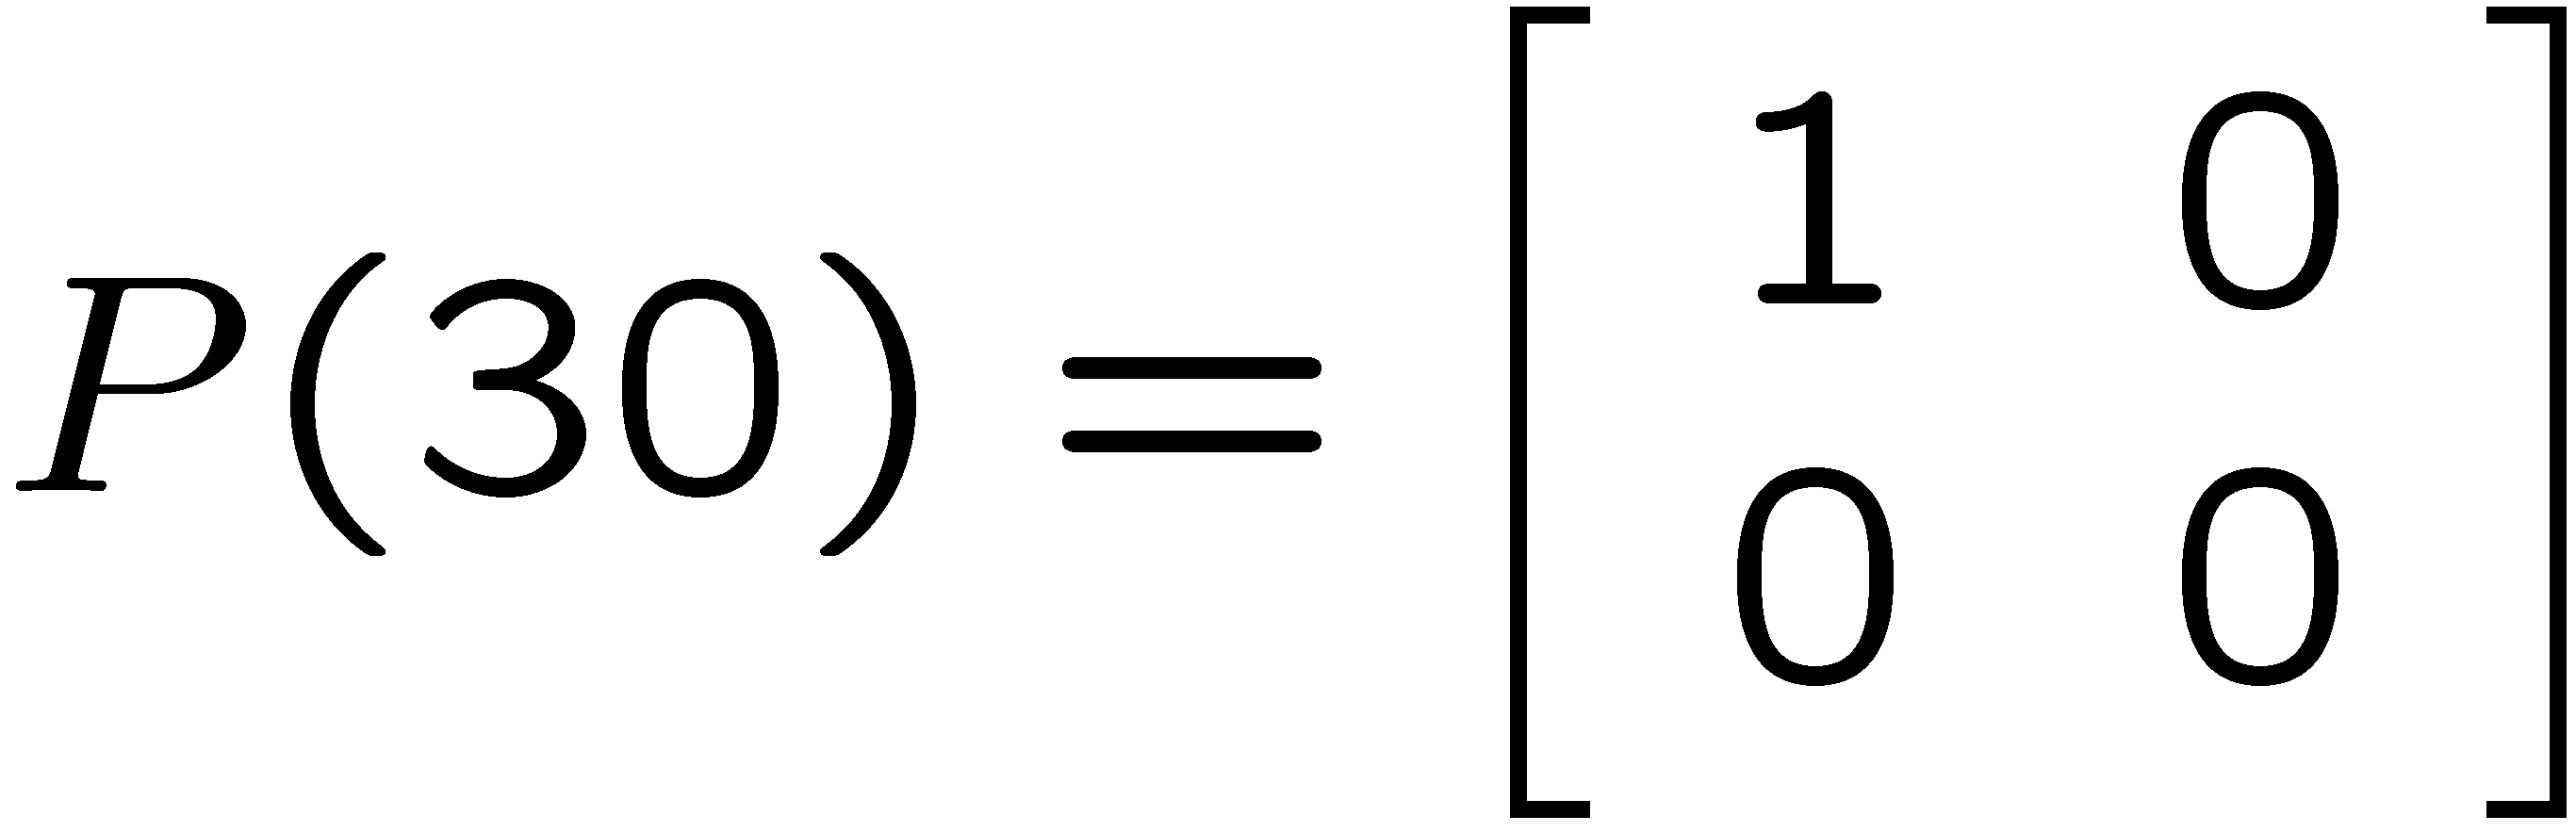 P(30) = [ 1 0
0 0 ]